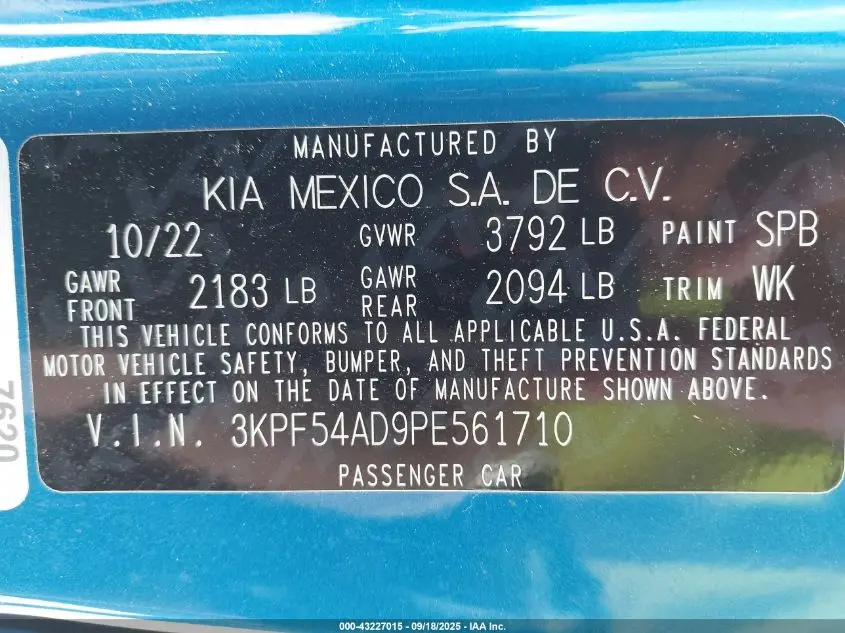 MANUFACTURED BY
KIA MEXICO S.A. DE C.V.
10/22 GVWR 3792 LB PAINT SPB
GAWR FRONT 2183 LB GAWR REAR 2094 LB TRIM WK
THIS VEHICLE CONFORMS TO ALL APPLICABLE U.S.A. FEDERAL
MOTOR VEHICLE SAFETY, BUMPER, AND THEFT PREVENTION STANDARDS
IN EFFECT ON THE DATE OF MANUFACTURE SHOWN ABOVE.
V.I.N. 3KPF54AD9PE561710
PASSENGER CAR
7620
000-43227015 - 09/18/2025 - IAA Inc.